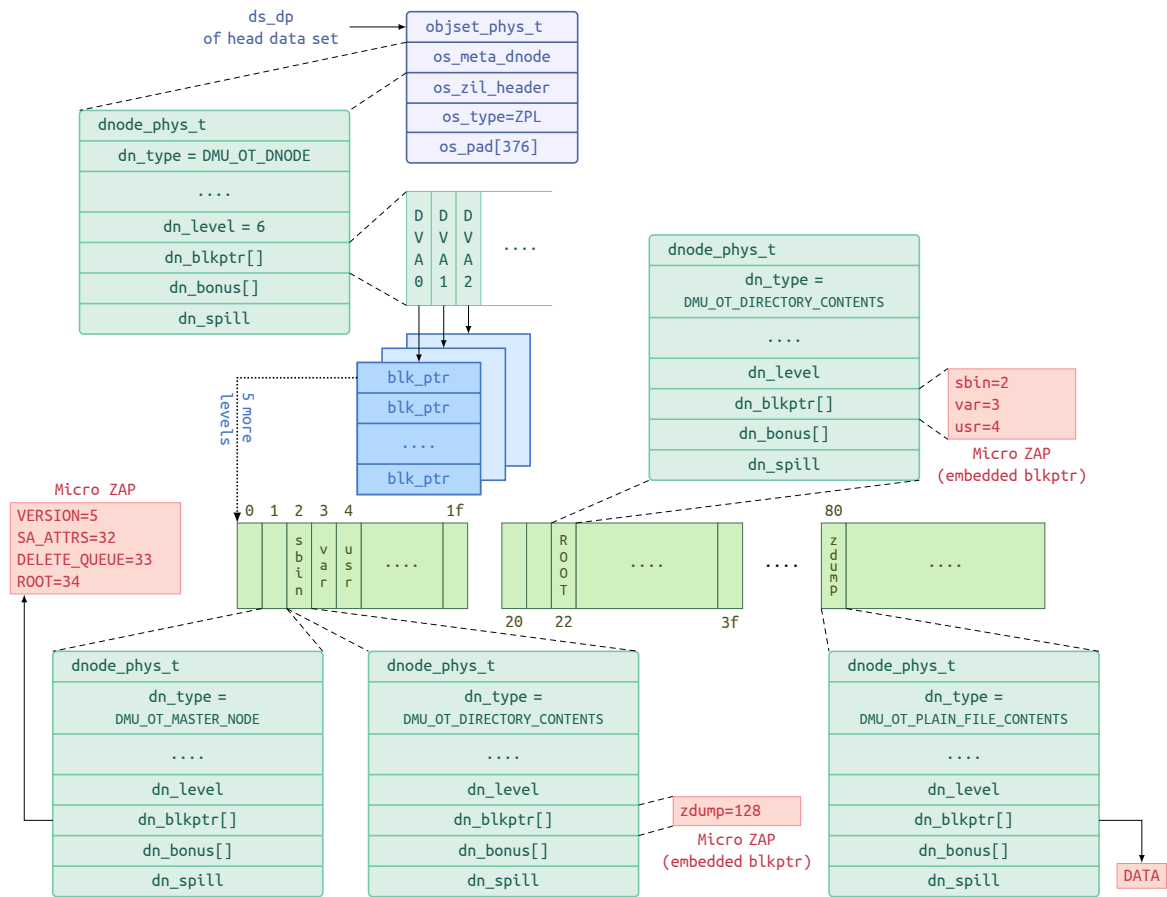 ds_dp
of head data set
objset_phys_t
os_meta_dnode
os_zil_header
os_type=ZPL
os_pad[376]
dnode_phys_t
dn_type = DMU_OT_DNODE
....
dn_level = 6
dn_blkptr[]
dn_bonus[]
dn_spill
DVA0
DVA1
DVA2
....
blk_ptr
blk_ptr
....
blk_ptr
5 more
levels
dnode_phys_t
dn_type =
DMU_OT_DIRECTORY_CONTENTS
....
dn_level
dn_blkptr[]
dn_bonus[]
dn_spill
sbin=2
var=3
usr=4
Micro ZAP
(embedded blkptr)
Micro ZAP
VERSION=5
SA_ATTRS=32
DELETE_QUEUE=33
ROOT=34
0 1 2 3 4 1f
sbin
var
usr
....
ROOT
....
20 22 3f
....
80
zdump
....
dnode_phys_t
dn_type =
DMU_OT_MASTER_NODE
....
dn_level
dn_blkptr[]
dn_bonus[]
dn_spill
dnode_phys_t
dn_type =
DMU_OT_DIRECTORY_CONTENTS
....
dn_level
dn_blkptr[]
dn_bonus[]
dn_spill
zdump=128
Micro ZAP
(embedded blkptr)
dnode_phys_t
dn_type =
DMU_OT_PLAIN_FILE_CONTENTS
....
dn_level
dn_blkptr[]
dn_bonus[]
dn_spill
DATA